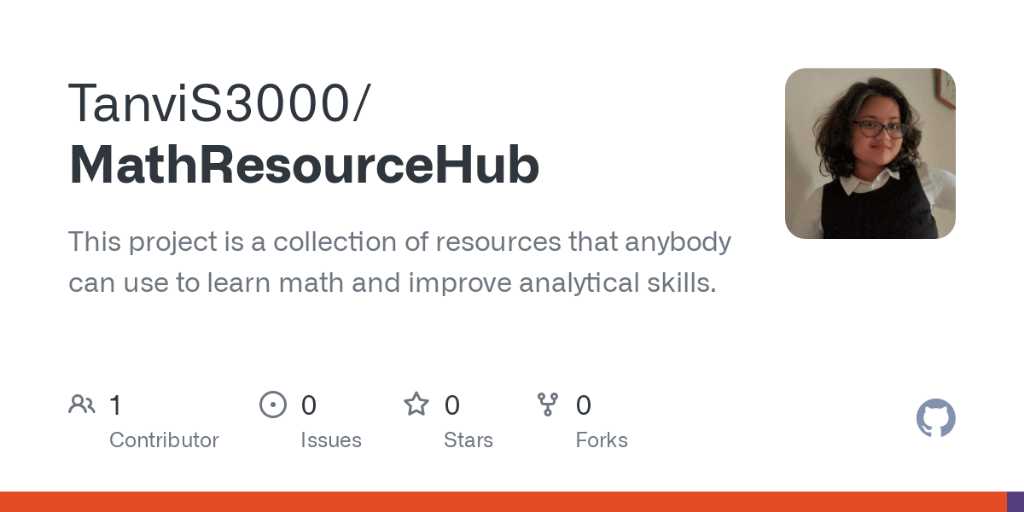 TanviS3000/
MathResourceHub
This project is a collection of resources that anybody
can use to learn math and improve analytical skills.
1 0 0 0
Contributor Issues Stars Forks